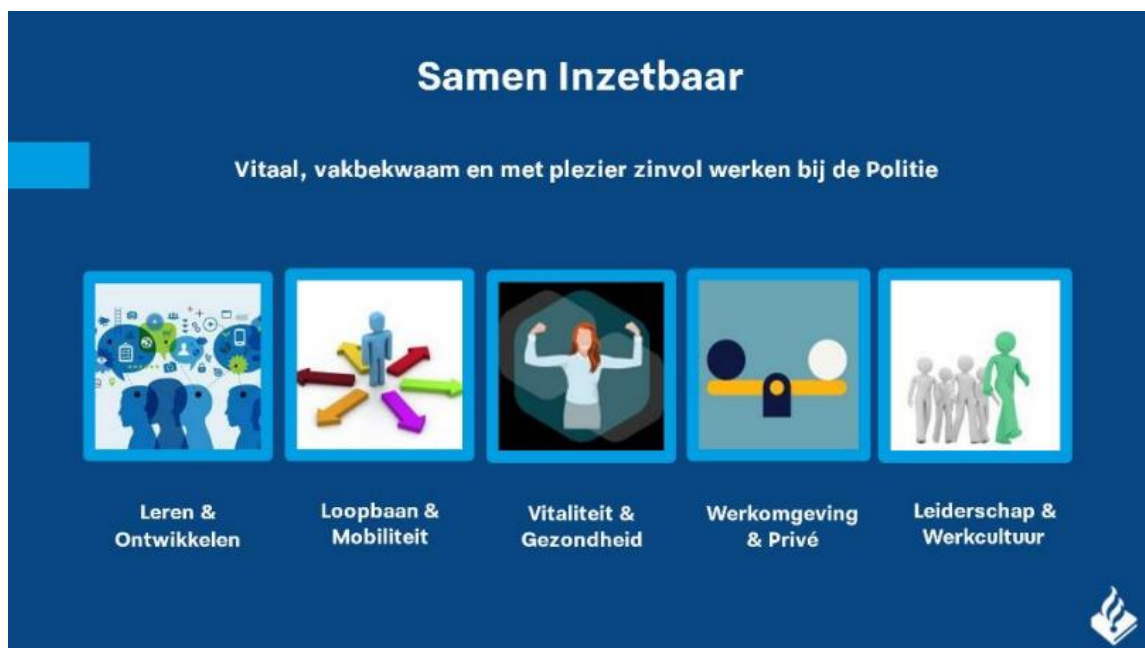 Samen Inzetbaar
Vitaal, vakbekwaam en met plezier zinvol werken bij de Politie
Leren &
Ontwikkelen
Loopbaan &
Mobiliteit
Vitaliteit &
Gezondheid
Werkomgeving
& Privé
Leiderschap &
Werkcultuur